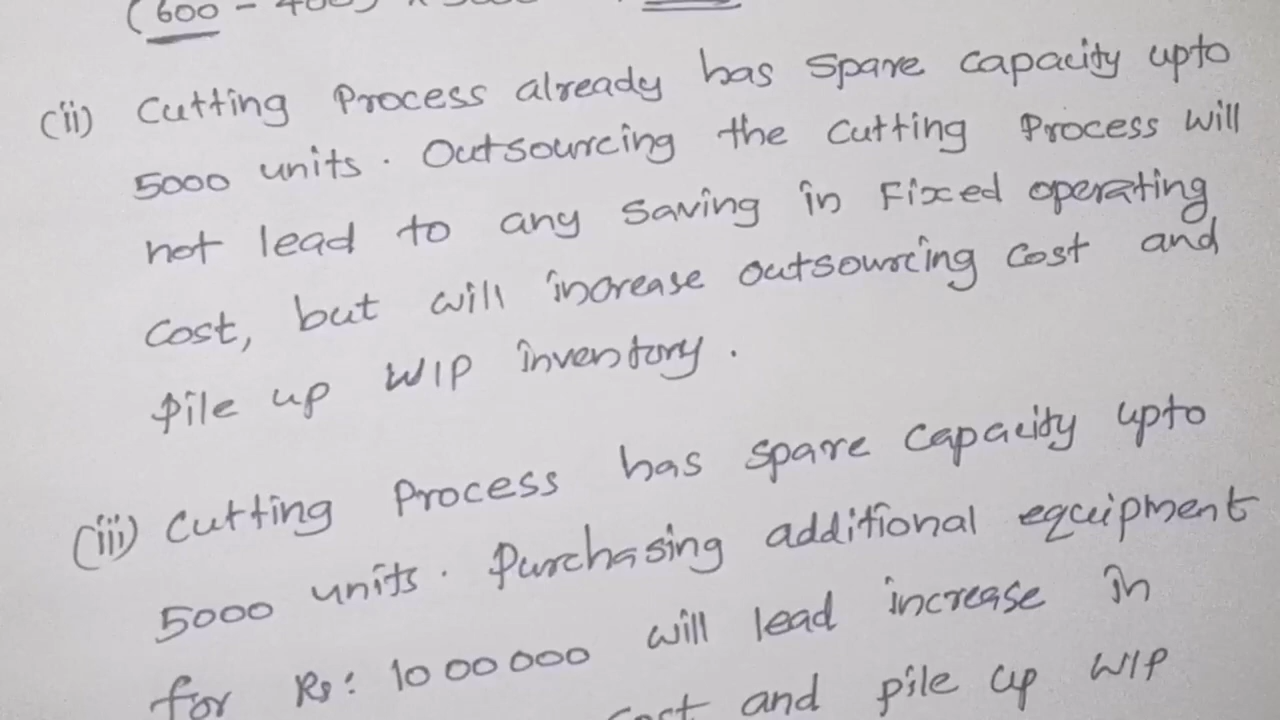 (600 -
(ii) Cutting Process already has spare capacity upto
5000 units. Outsourcing the cutting Process will
not lead to any saving in Fixed operating
cost, but will increase outsourcing cost and
pile up WIP inventory.
(iii) Cutting Process has spare capacity upto
5000 units. Purchasing additional equipment
for Rs: 10 00 000 will lead increase in
cost and pile up WIP